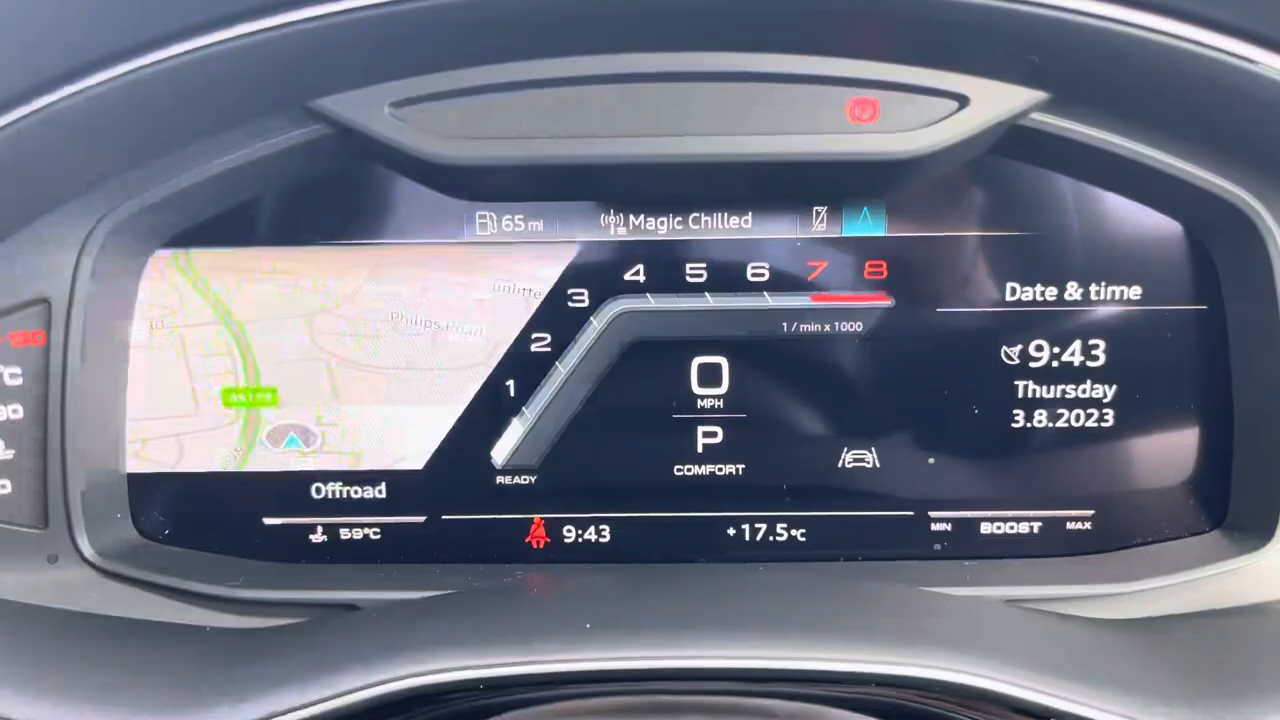 65 mi
Magic Chilled
4 5 6 7 8
3
2
1
1 / min x 1000
Philips Road
0
MPH
P
COMFORT
READY
Date & time
9:43
Thursday
3.8.2023
Offroad
59°C
9:43
+17.5°C
MIN BOOST MAX
130
°C
90